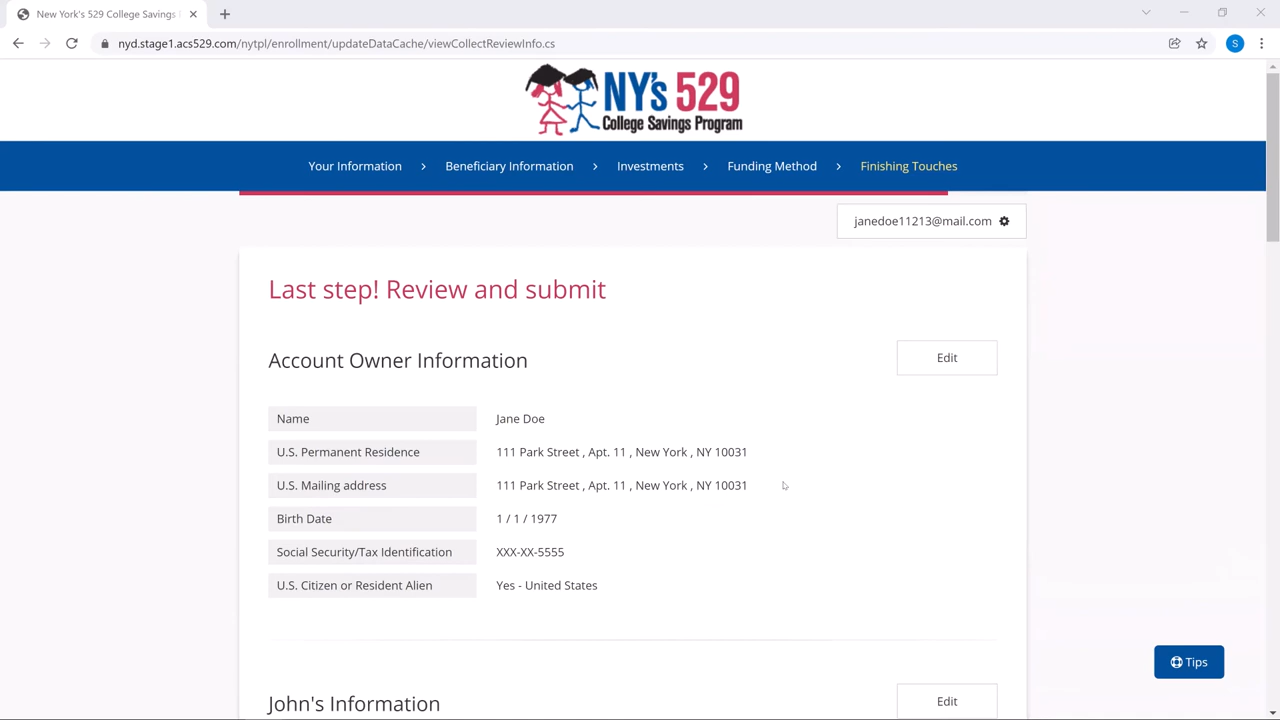 New York's 529 College Savings
nyd.stage1.acs529.com/nytpl/enrollment/updateDataCache/viewCollectReviewInfo.cs
S
NY's 529
College Savings Program
Your Information > Beneficiary Information > Investments > Funding Method > Finishing Touches
janedoe11213@mail.com
Last step! Review and submit
Account Owner Information
Edit
Name Jane Doe
U.S. Permanent Residence 111 Park Street , Apt. 11 , New York , NY 10031
U.S. Mailing address 111 Park Street , Apt. 11 , New York , NY 10031
Birth Date 1 / 1 / 1977
Social Security/Tax Identification XXX-XX-5555
U.S. Citizen or Resident Alien Yes - United States
Tips
John's Information
Edit